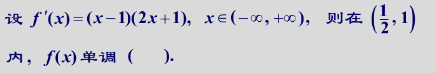 设 f ′(x)=(x−1)(2x+1), x∈(−∞,+∞), 则在 (1/2,1)
内, f(x) 单调 (  ).